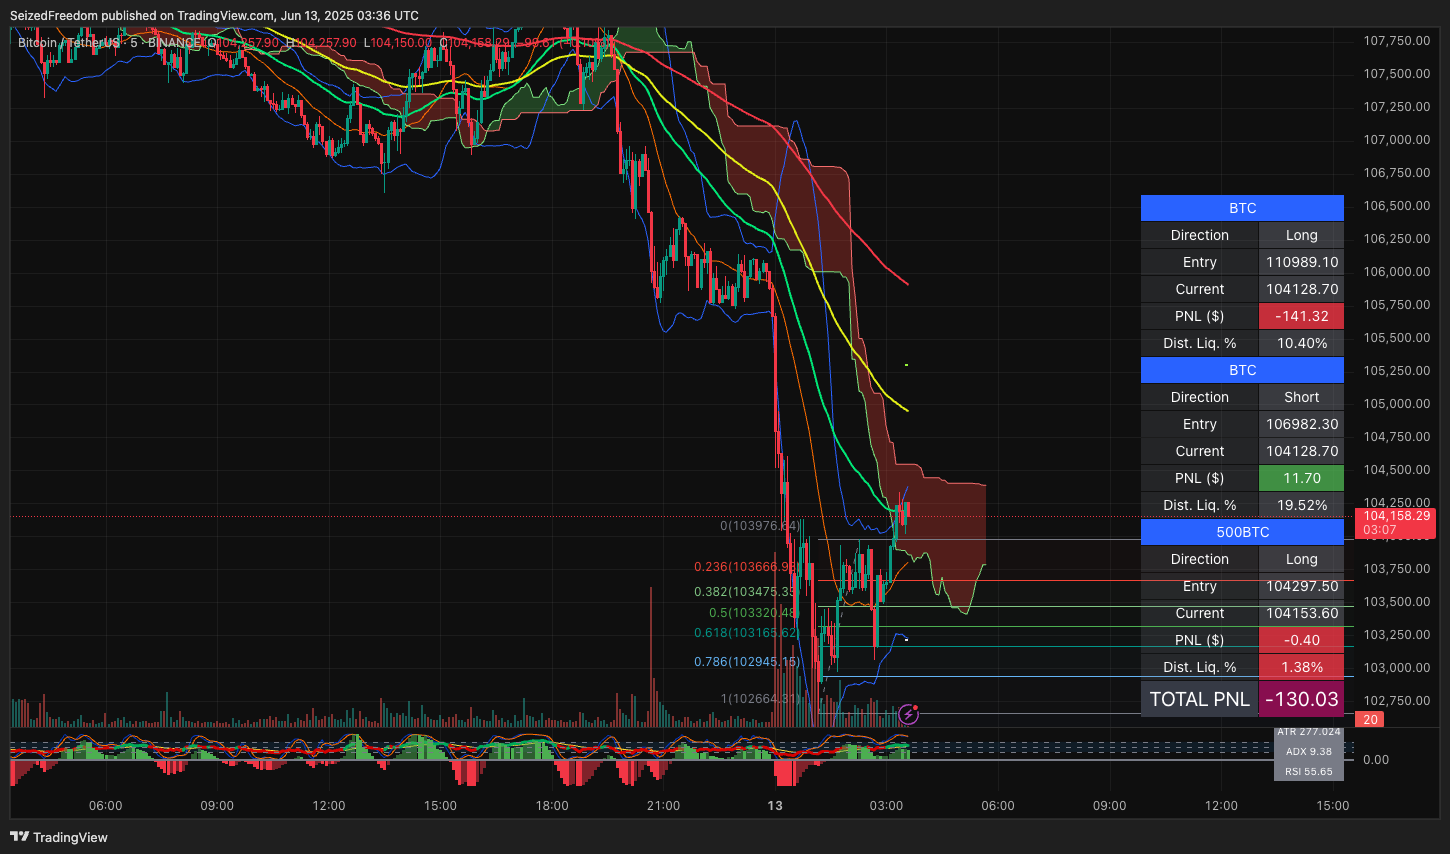 SeizedFreedom published on TradingView.com, Jun 13, 2025 03:36 UTC
Bitcoin / TetherUS · 5 · BINANCE O104,257.90 H104,257.90 L104,150.00 C104,158.29
107,750.00
107,500.00
107,250.00
107,000.00
106,750.00
106,500.00
106,250.00
106,000.00
105,750.00
105,500.00
105,250.00
105,000.00
104,750.00
104,500.00
104,250.00
104,158.29
03:07
103,750.00
103,500.00
103,250.00
103,000.00
102,750.00
20
0.00
BTC
Direction Long
Entry 110989.10
Current 104128.70
PNL ($) -141.32
Dist. Liq. % 10.40%
BTC
Direction Short
Entry 106982.30
Current 104128.70
PNL ($) 11.70
Dist. Liq. % 19.52%
500BTC
Direction Long
Entry 104297.50
Current 104153.60
PNL ($) -0.40
Dist. Liq. % 1.38%
TOTAL PNL -130.03
0(103976.64)
0.236(103666.98)
0.382(103475.35)
0.5(103320.48)
0.618(103165.62)
0.786(102945.15)
1(102664.31)
ATR 277.024
ADX 9.38
RSI 55.65
06:00 09:00 12:00 15:00 18:00 21:00 13 03:00 06:00 09:00 12:00 15:00
TradingView